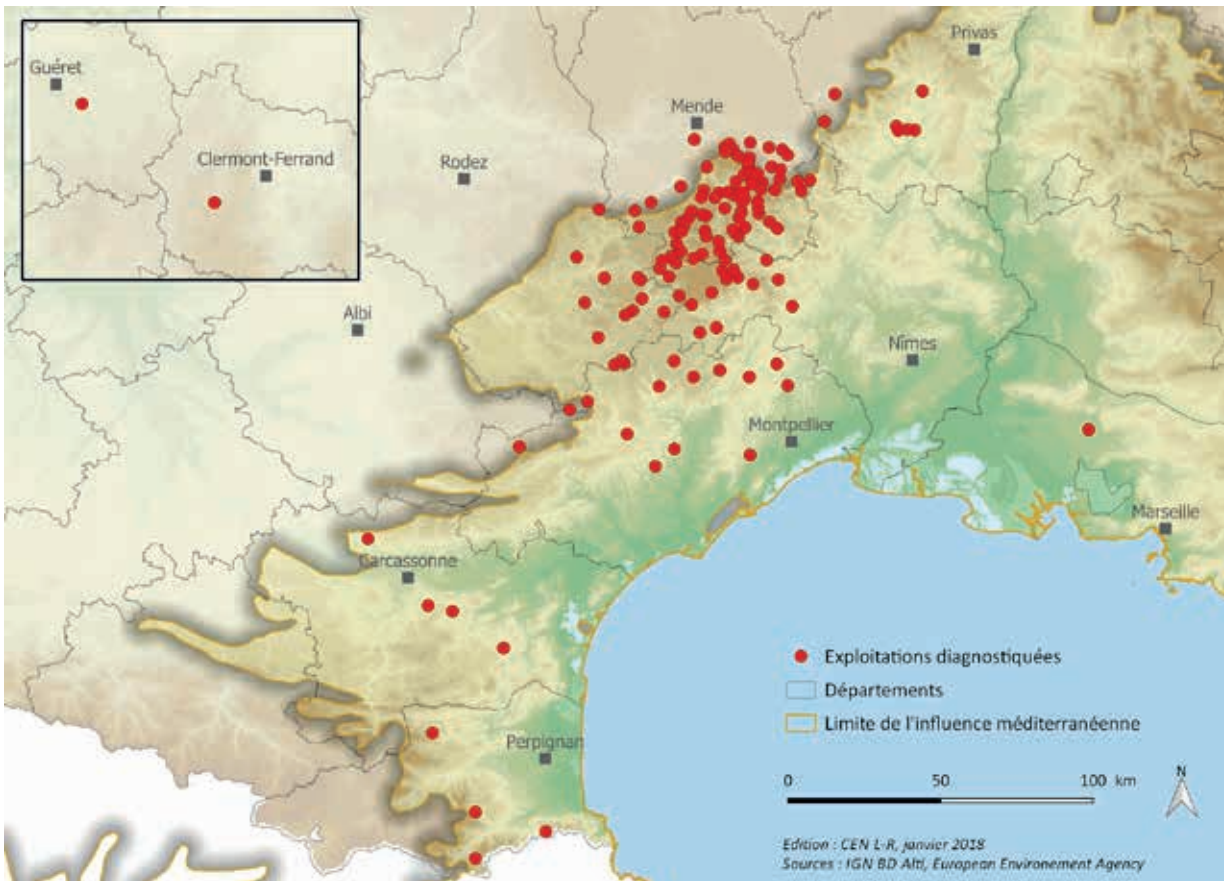 Guéret
Clermont-Ferrand
Privas
Mende
Rodez
Albi
Nîmes
Montpellier
Marseille
Carcassonne
Perpignan
Exploitations diagnostiquées
Départements
Limite de l'influence méditerranéenne
0 50 100 km
N
Edition : CEN L-R, janvier 2018
Sources : IGN BD Alti, European Environement Agency